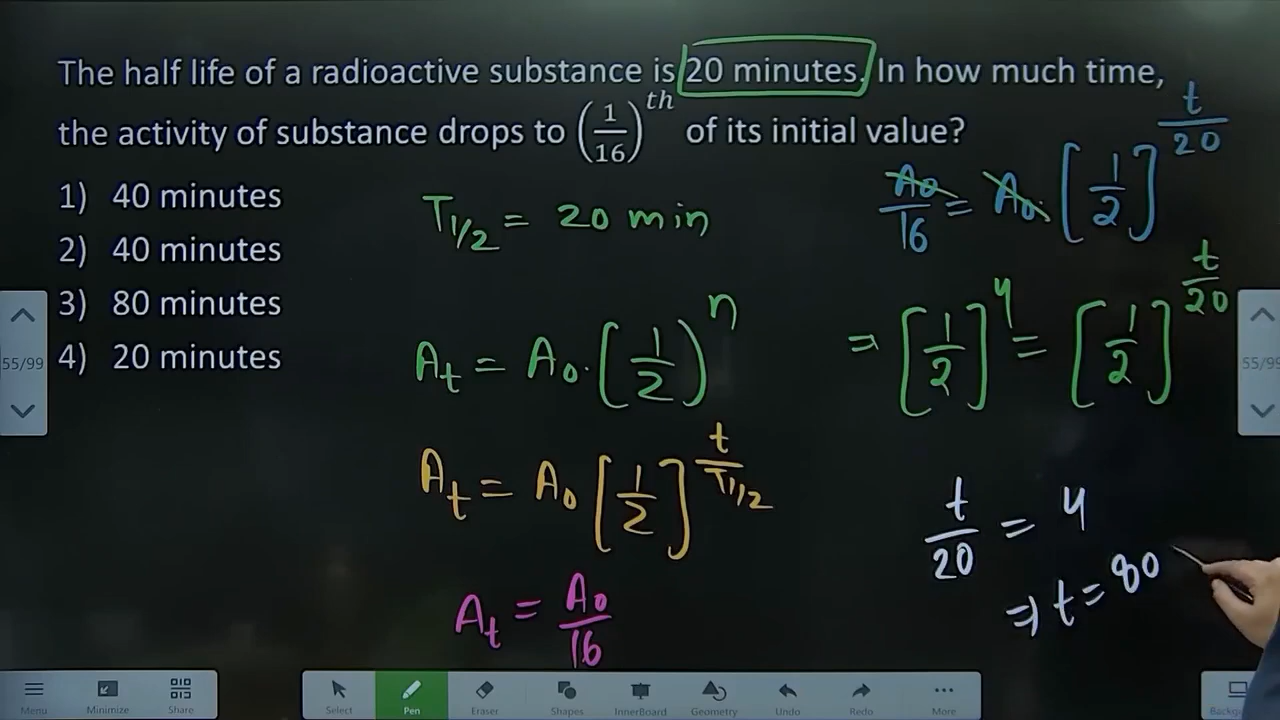 The half life of a radioactive substance is 20 minutes. In how much time,
the activity of substance drops to (1/16)^th of its initial value?
1) 40 minutes
2) 40 minutes
3) 80 minutes
4) 20 minutes
T1/2 = 20 min
At = A0.(1/2)^n
At = A0[1/2]^t/T1/2
At = A0/16
A0/16 = A0.[1/2]^t/20
⇒ [1/2]^4 = [1/2]^t/20
t/20 = 4
⇒ t = 80
55/99
55/99
Menu
Minimize
Share
Select
Pen
Eraser
Shapes
InnerBoard
Geometry
Undo
Redo
More